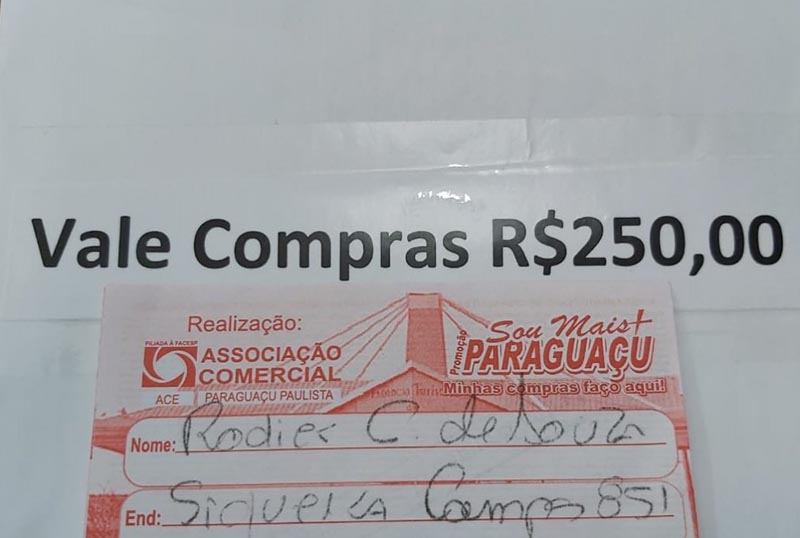 Vale Compras R$250,00
Realização:
FILIADA À FACESP
ASSOCIAÇÃO
COMERCIAL
ACE PARAGUAÇU PAULISTA
Promoção
Sou Mais+
PARAGUAÇU
Minhas compras faço aqui!
Nome: Rodier C. de Souza
End: Siqueira Campos 851